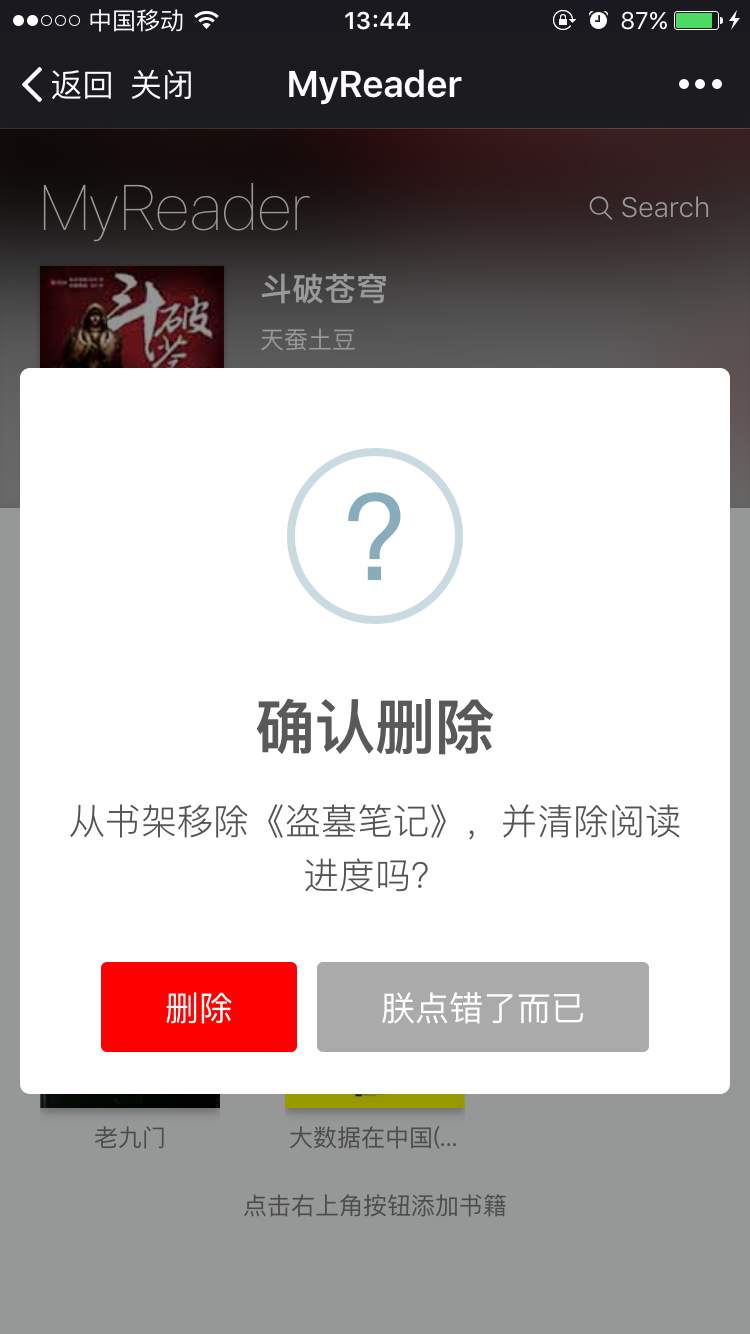 中国移动 13:44 87%
返回 关闭 MyReader
MyReader
Search
斗破苍
斗破苍穹
天蚕土豆
?
确认删除
从书架移除《盗墓笔记》，并清除阅读
进度吗?
删除 朕点错了而已
老九门 大数据在中国(...
点击右上角按钮添加书籍